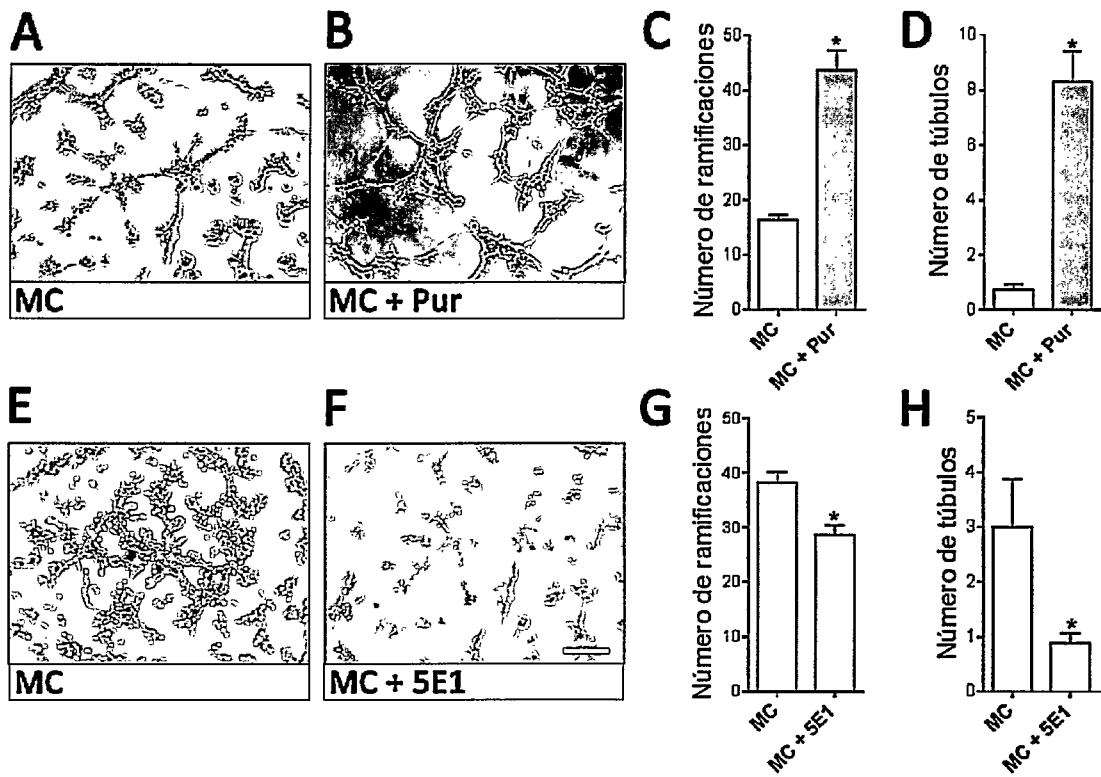 A
B
C
D
MC
MC + Pur
Número de ramificaciones
50
40
30
20
10
0
*
MC
MC + Pur
Número de túbulos
10
8
6
4
2
0
*
MC
MC + Pur
E
F
G
H
MC
MC + 5E1
Número de ramificaciones
50
40
30
20
10
0
*
MC
MC + 5E1
Número de túbulos
5
4
3
2
1
0
*
MC
MC + 5E1